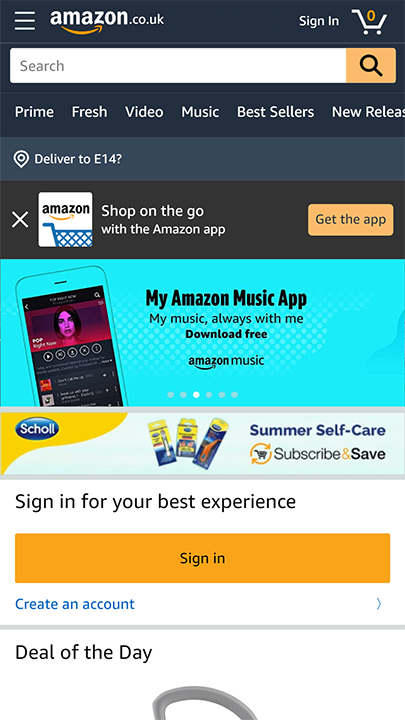 amazon.co.uk
Sign In
0
Search
Prime
Fresh
Video
Music
Best Sellers
New Releas
Deliver to E14?
amazon
Shop on the go
with the Amazon app
Get the app
My Amazon Music App
My music, always with me
Download free
amazon music
POP RIGHT NOW
POP
Right Now
Scholl
Summer Self-Care
Subscribe&Save
Sign in for your best experience
Sign in
Create an account
Deal of the Day